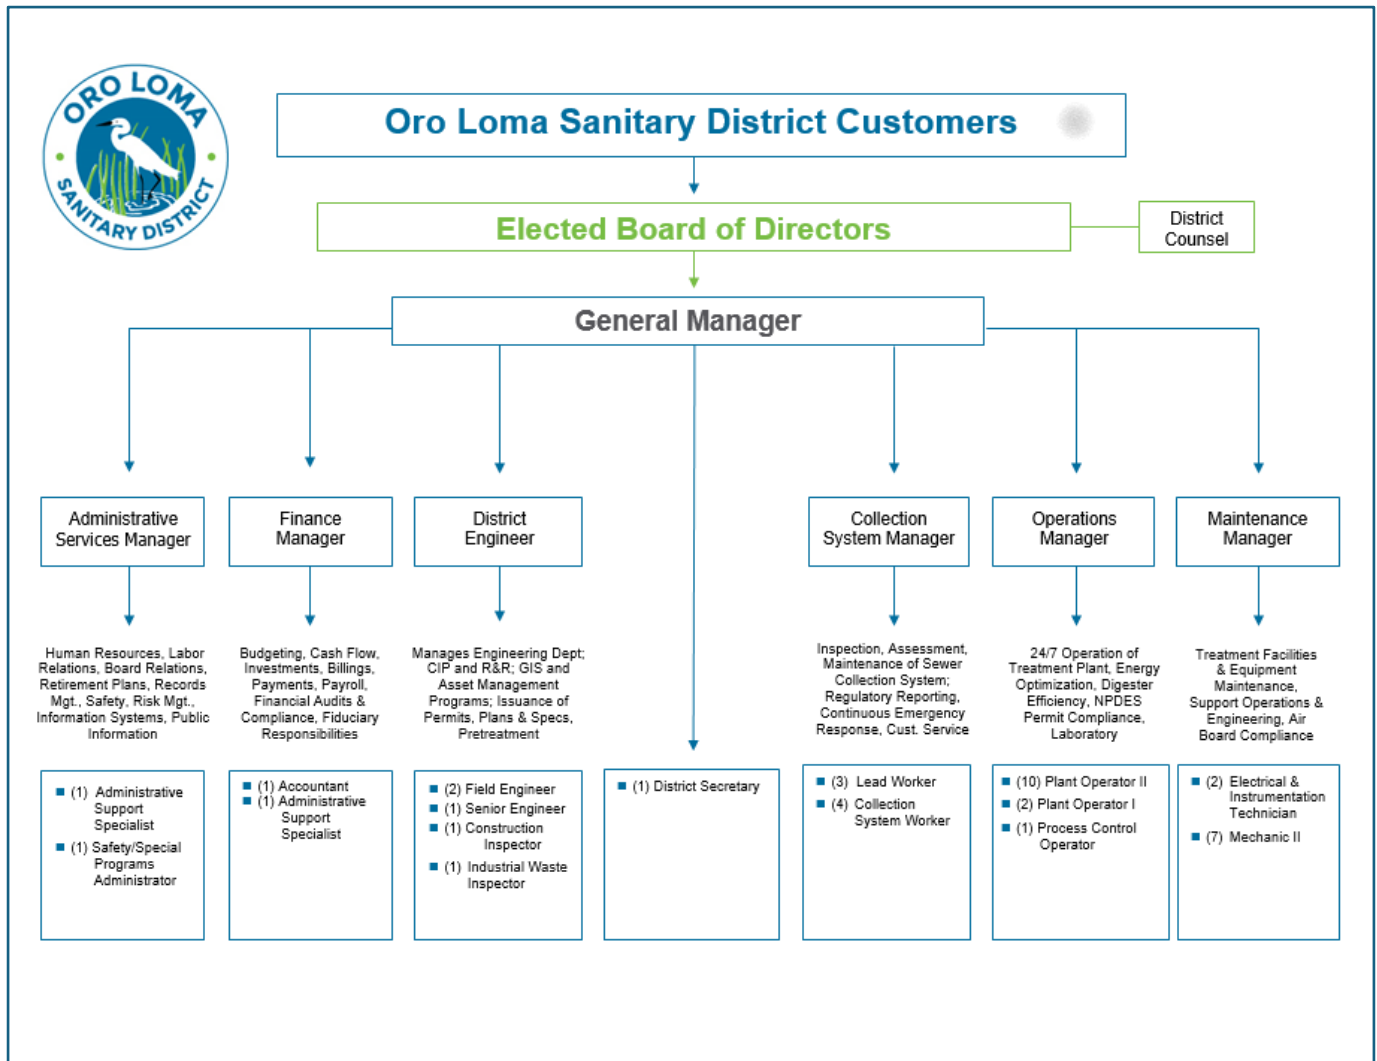 ORO LOMA
SANITARY DISTRICT
Oro Loma Sanitary District Customers
Elected Board of Directors
District
Counsel
General Manager
Administrative
Services Manager
Finance
Manager
District
Engineer
Collection
System Manager
Operations
Manager
Maintenance
Manager
Human Resources, Labor
Relations, Board Relations,
Retirement Plans, Records
Mgt., Safety, Risk Mgt.,
Information Systems, Public
Information
Budgeting, Cash Flow,
Investments, Billings,
Payments, Payroll,
Financial Audits &
Compliance, Fiduciary
Responsibilities
Manages Engineering Dept;
CIP and R&R; GIS and
Asset Management
Programs; Issuance of
Permits, Plans & Specs,
Pretreatment
Inspection, Assessment,
Maintenance of Sewer
Collection System;
Regulatory Reporting,
Continuous Emergency
Response, Cust. Service
24/7 Operation of
Treatment Plant, Energy
Optimization, Digester
Efficiency, NPDES
Permit Compliance,
Laboratory
Treatment Facilities
& Equipment
Maintenance,
Support Operations &
Engineering, Air
Board Compliance
(1) Administrative
Support
Specialist
(1) Safety/Special
Programs
Administrator
(1) Accountant
(1) Administrative
Support
Specialist
(2) Field Engineer
(1) Senior Engineer
(1) Construction
Inspector
(1) Industrial Waste
Inspector
(1) District Secretary
(3) Lead Worker
(4) Collection
System Worker
(10) Plant Operator II
(2) Plant Operator I
(1) Process Control
Operator
(2) Electrical &
Instrumentation
Technician
(7) Mechanic II